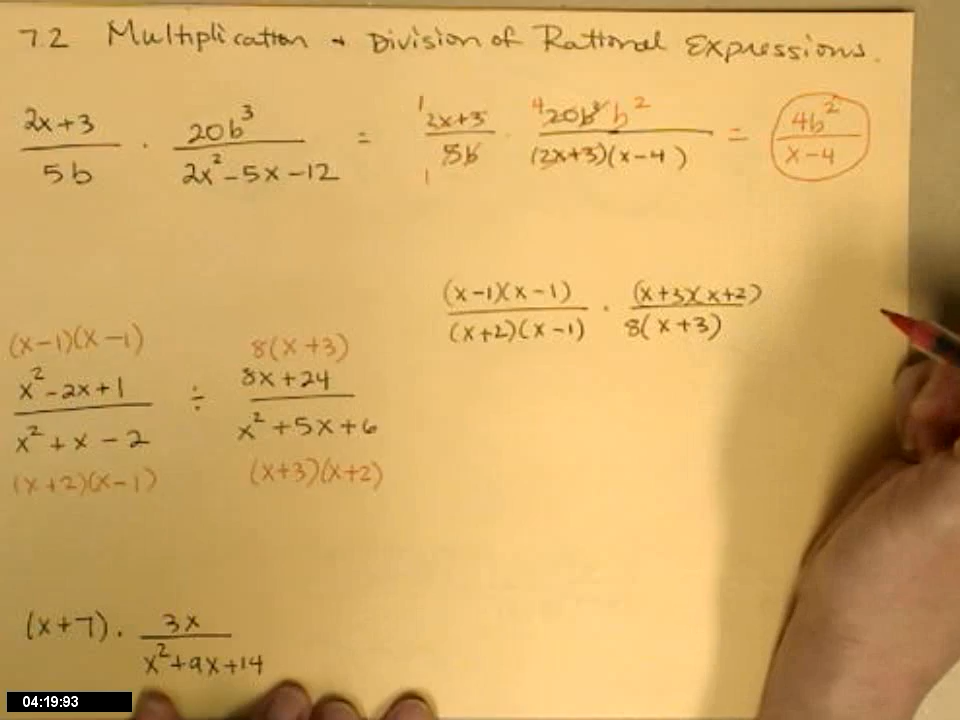 7.2 Multiplication + Division of Rational Expressions.
2x+3 / 5b · 20b³ / 2x²-5x-12 = 1 2x+3 / 5b 1 · 4 20b³ b² / (2x+3)(x-4) = 4b² / x-4
(x-1)(x-1) / (x+2)(x-1) · (x+3)(x+2) / 8(x+3)
(x-1)(x-1) 8(x+3)
x²-2x+1 / x²+x-2 ÷ 8x+24 / x²+5x+6
(x+2)(x-1) (x+3)(x+2)
(x+7) · 3x / x²+9x+14
04:19:93